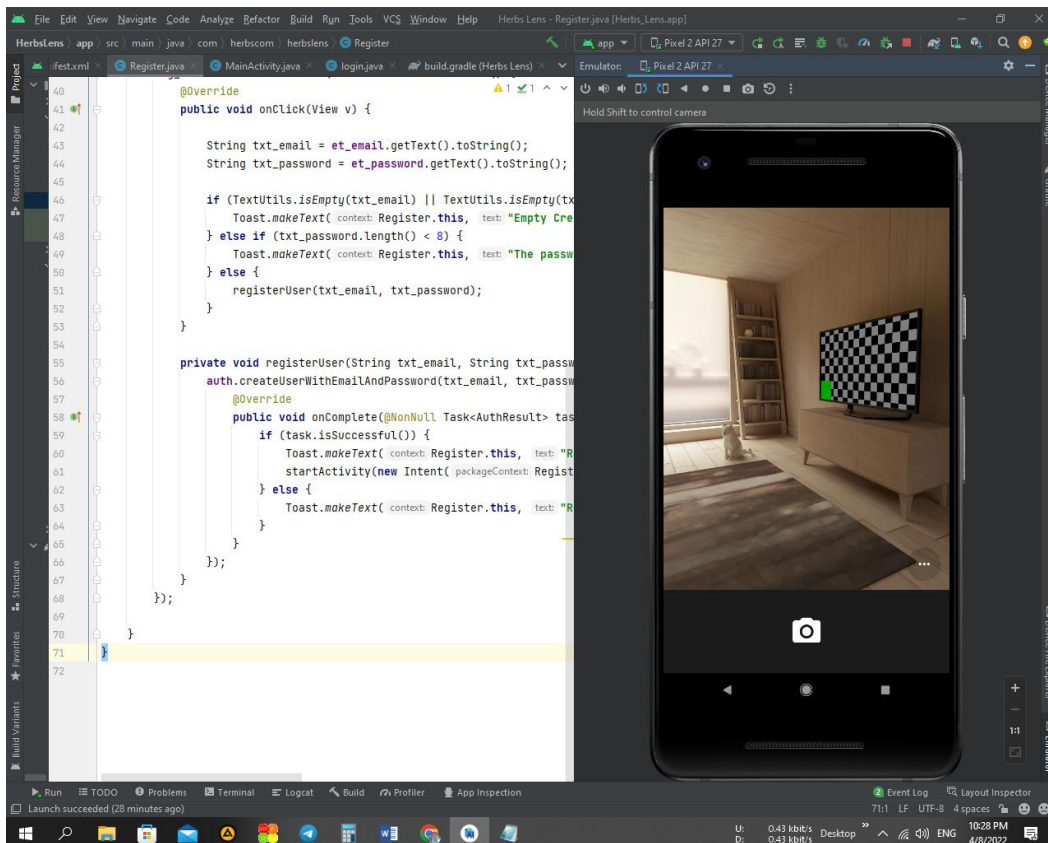 File Edit View Navigate Code Analyze Refactor Build Run Tools VCS Window Help Herbs Lens - Register.java [Herbs_Lens.app]
HerbsLens app src main java com herbscom herbslens Register app Pixel 2 API 27
ifest.xml Register.java MainActivity.java login.java build.gradle (Herbs Lens) Emulator: Pixel 2 API 27
Hold Shift to control camera
Project
Resource Manager
Structure
Favorites
Build Variants
1 1
40 @Override
41 public void onClick(View v) {
42
43 String txt_email = et_email.getText().toString();
44 String txt_password = et_password.getText().toString();
45
46 if (TextUtils.isEmpty(txt_email) || TextUtils.isEmpty(tx
47 Toast.makeText( context: Register.this, text: "Empty Cre
48 } else if (txt_password.length() < 8) {
49 Toast.makeText( context: Register.this, text: "The passw
50 } else {
51 registerUser(txt_email, txt_password);
52 }
53 }
54
55 private void registerUser(String txt_email, String txt_passw
56 auth.createUserWithEmailAndPassword(txt_email, txt_passw
57 @Override
58 public void onComplete(@NonNull Task<AuthResult> tas
59 if (task.isSuccessful()) {
60 Toast.makeText( context: Register.this, text: "R
61 startActivity(new Intent( packageContext: Regist
62 } else {
63 Toast.makeText( context: Register.this, text: "R
64 }
65 }
66 });
67 }
68 });
69
70 }
71 }
72
1:1
Run TODO Problems Terminal Logcat Build Profiler App Inspection 2 Event Log Layout Inspector
Launch succeeded (28 minutes ago) 71:1 LF UTF-8 4 spaces
U: 0.43 kbit/s Desktop ENG 10:28 PM
D: 0.43 kbit/s 4/8/2022